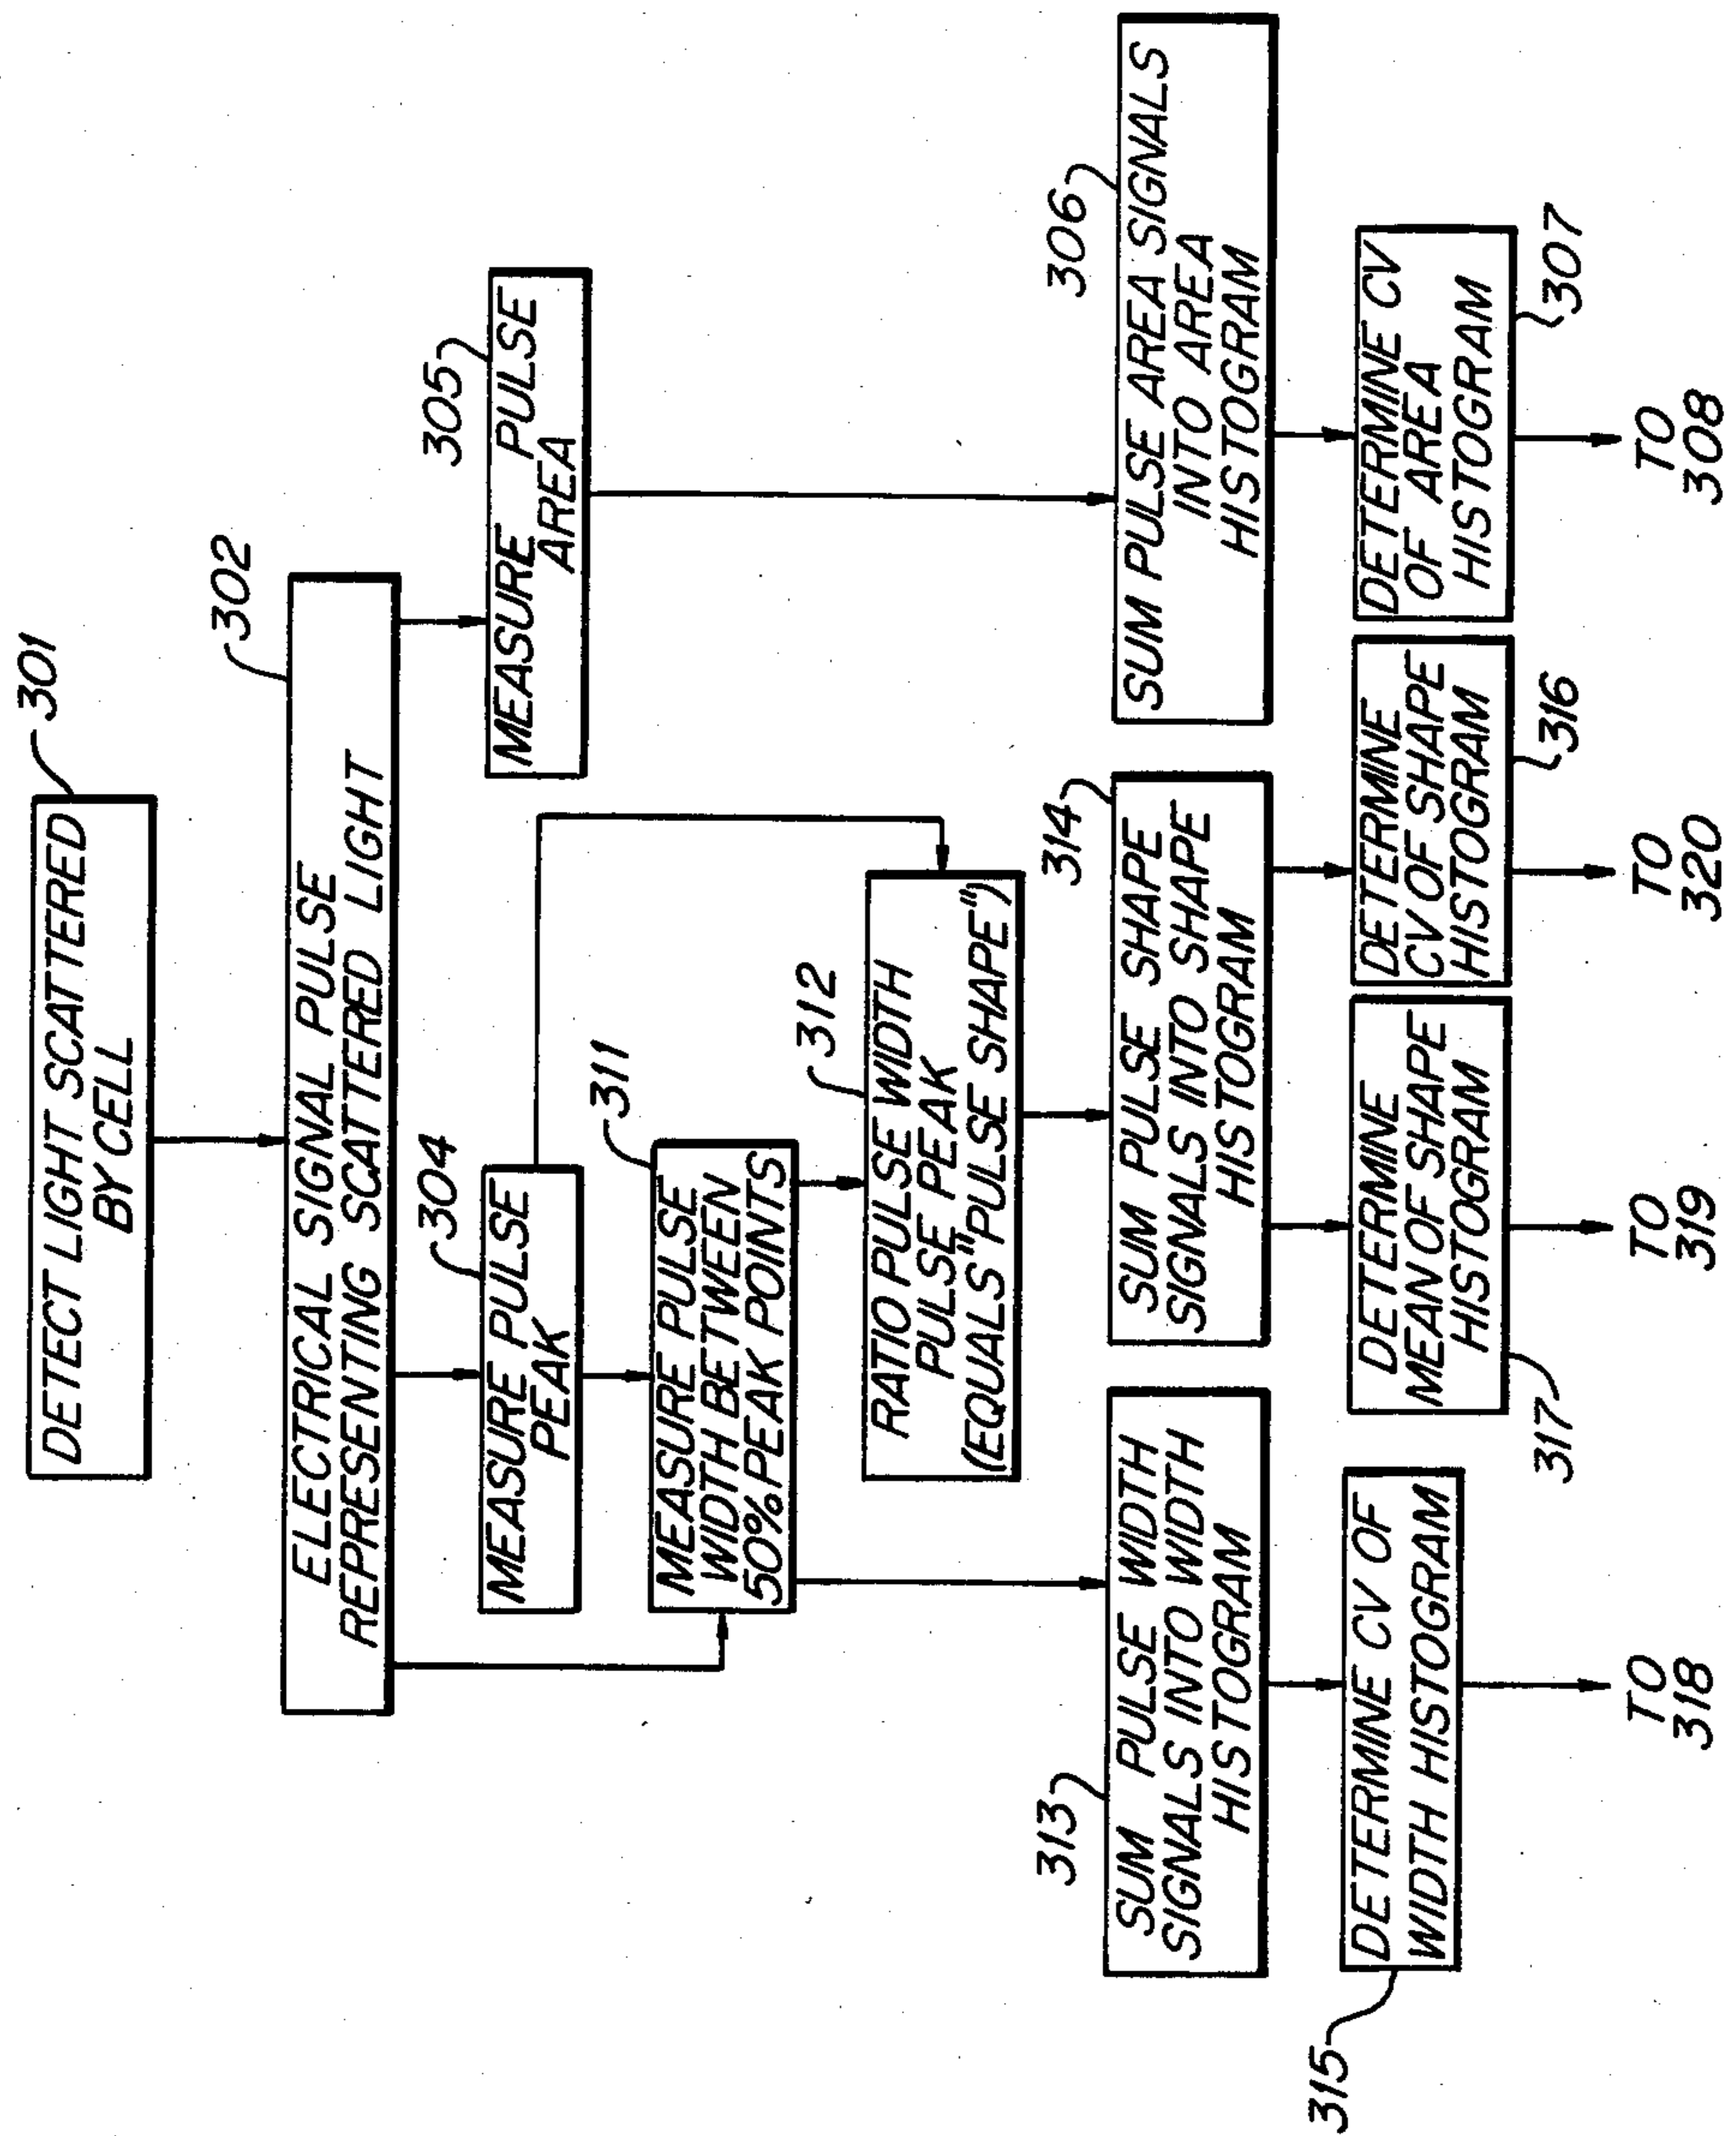 301
DETECT LIGHT SCATTERED
BY CELL
302
ELECTRICAL SIGNAL PULSE
REPRESENTING SCATTERED LIGHT
304
MEASURE PULSE
PEAK
305
MEASURE PULSE
AREA
311
MEASURE PULSE
WIDTH BETWEEN
50% PEAK POINTS
312
RATIO PULSE WIDTH
PULSE PEAK
(EQUALS "PULSE SHAPE")
313
SUM PULSE WIDTH
SIGNALS INTO WIDTH
HISTOGRAM
314
SUM PULSE SHAPE
SIGNALS INTO SHAPE
HISTOGRAM
306
SUM PULSE AREA SIGNALS
INTO AREA
HISTOGRAM
315
DETERMINE CV OF
WIDTH HISTOGRAM
317
DETERMINE
MEAN OF SHAPE
HISTOGRAM
316
DETERMINE
CV OF SHAPE
HISTOGRAM
307
DETERMINE CV
OF AREA
HISTOGRAM
TO
318
TO
319
TO
320
TO
308